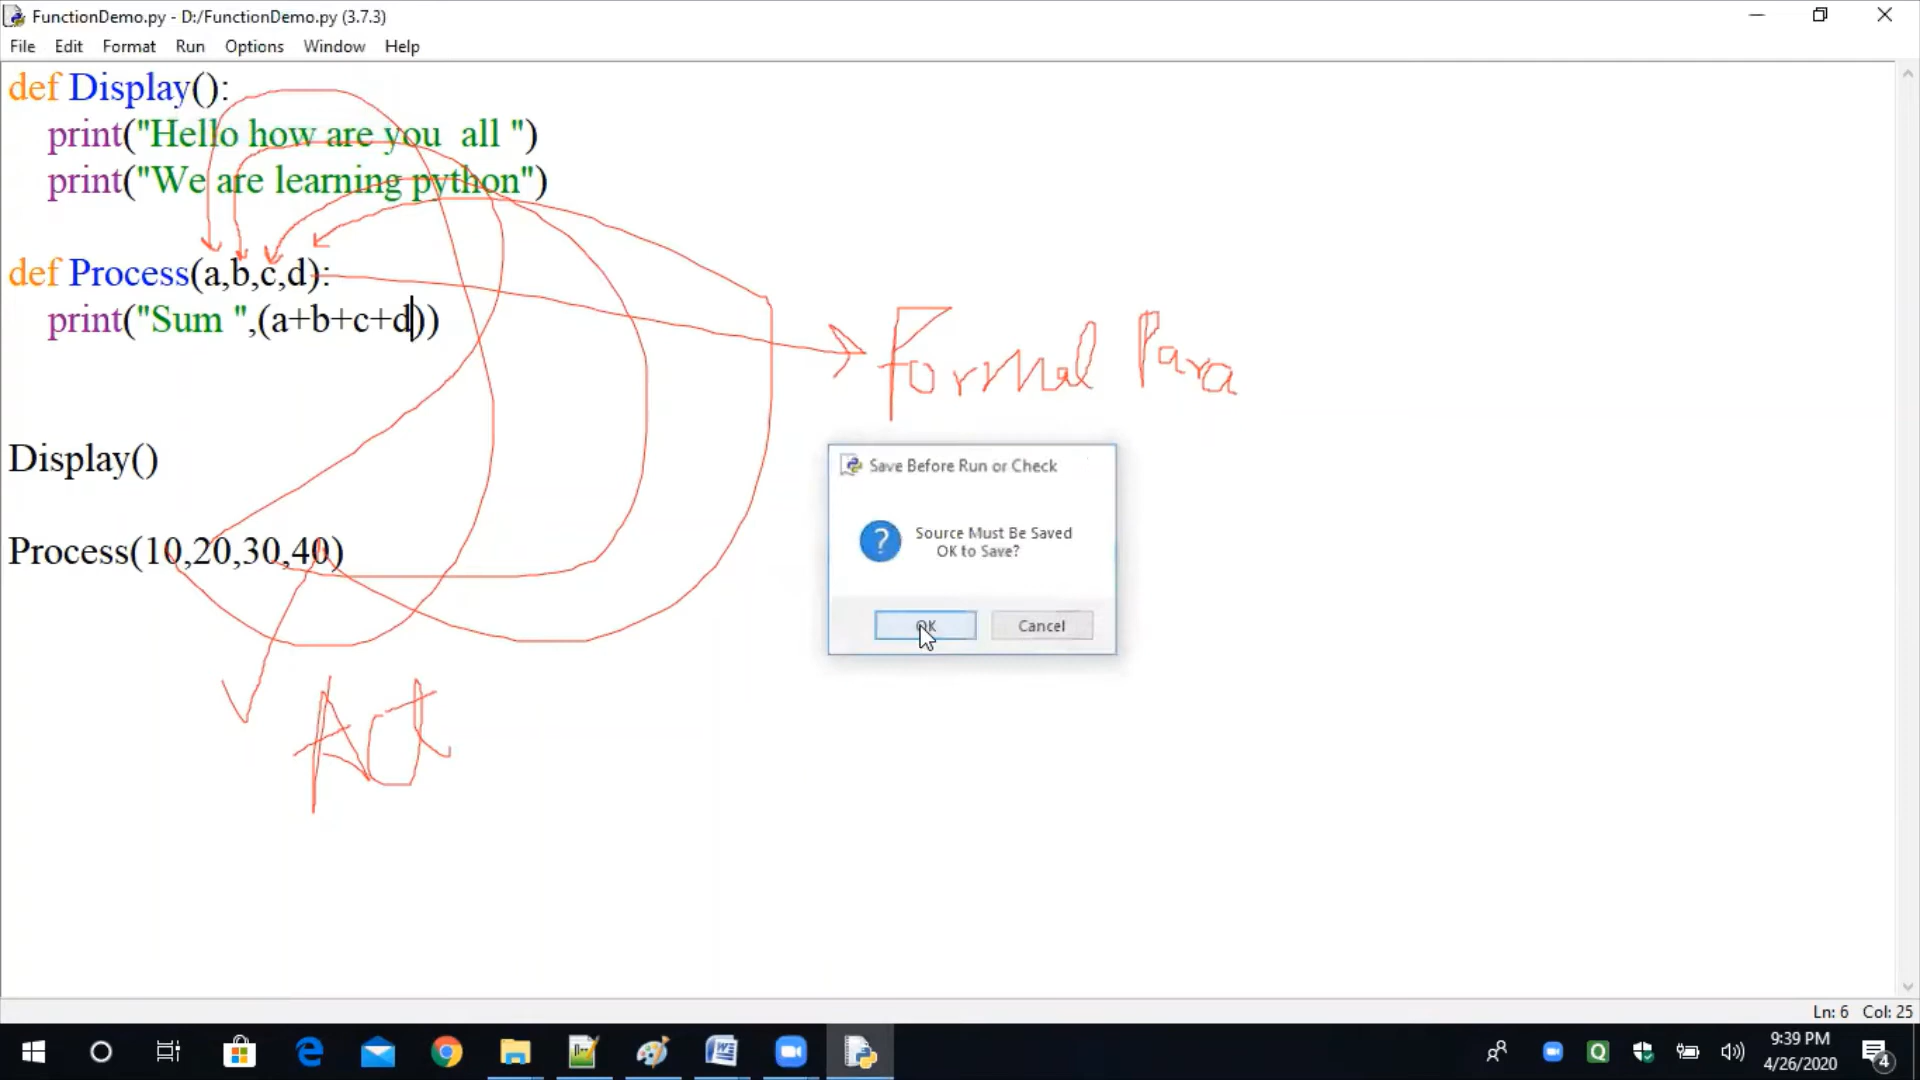 FunctionDemo.py - D:/FunctionDemo.py (3.7.3)
File Edit Format Run Options Window Help
def Display():
print("Hello how are you  all ")
print("We are learning python")
def Process(a,b,c,d):
print("Sum ",(a+b+c+d))
Formal Para
Display()
Save Before Run or Check
Source Must Be Saved
OK to Save?
OK Cancel
Process(10,20,30,40)
Act
Ln: 6 Col: 25
9:39 PM
4/26/2020
4